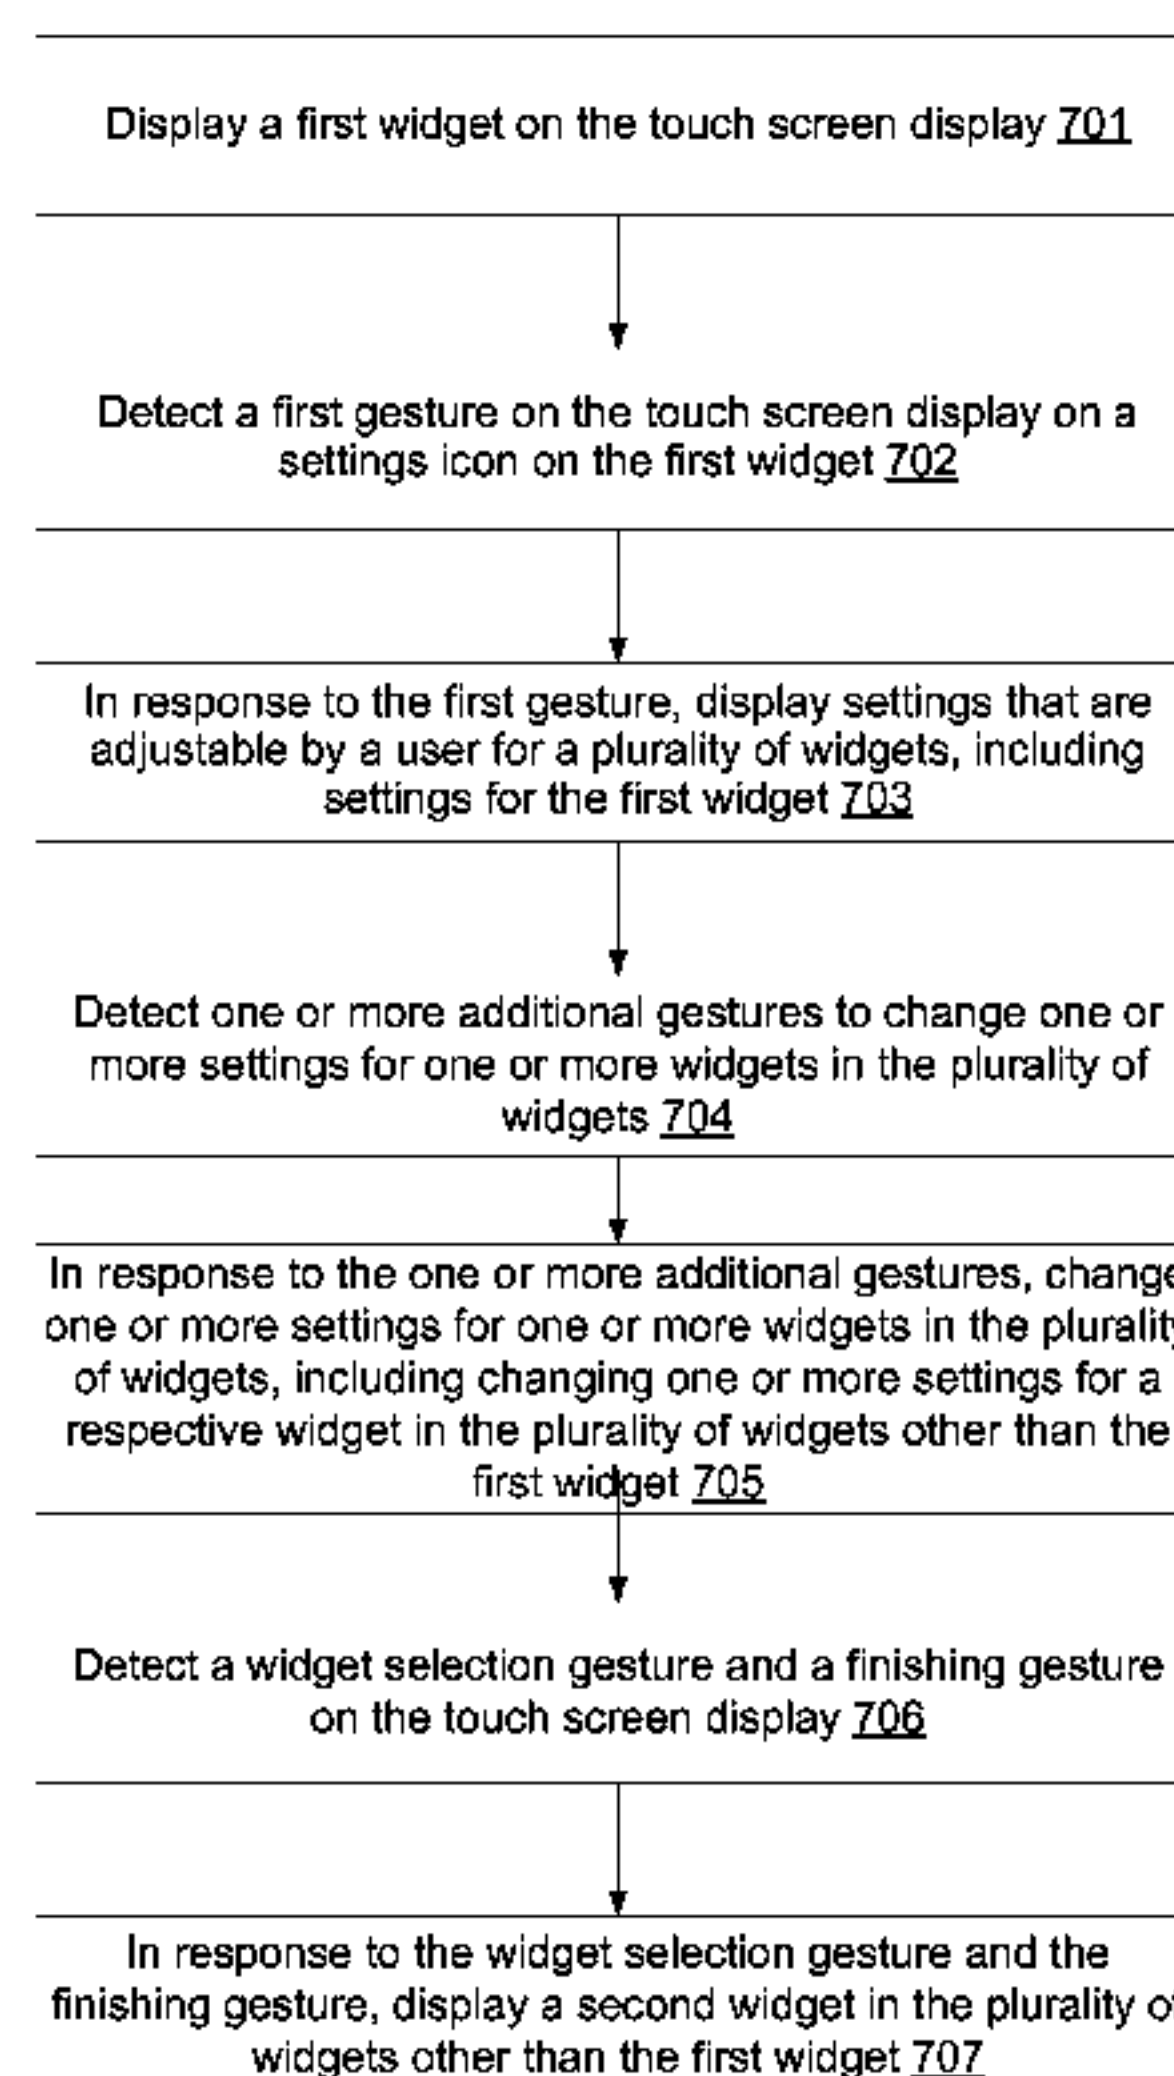 Display a first widget on the touch screen display 701
Detect a first gesture on the touch screen display on a
settings icon on the first widget 702
In response to the first gesture, display settings that are
adjustable by a user for a plurality of widgets, including
settings for the first widget 703
Detect one or more additional gestures to change one or
more settings for one or more widgets in the plurality of
widgets 704
In response to the one or more additional gestures, change
one or more settings for one or more widgets in the plurality
of widgets, including changing one or more settings for a
respective widget in the plurality of widgets other than the
first widget 705
Detect a widget selection gesture and a finishing gesture
on the touch screen display 706
In response to the widget selection gesture and the
finishing gesture, display a second widget in the plurality of
widgets other than the first widget 707